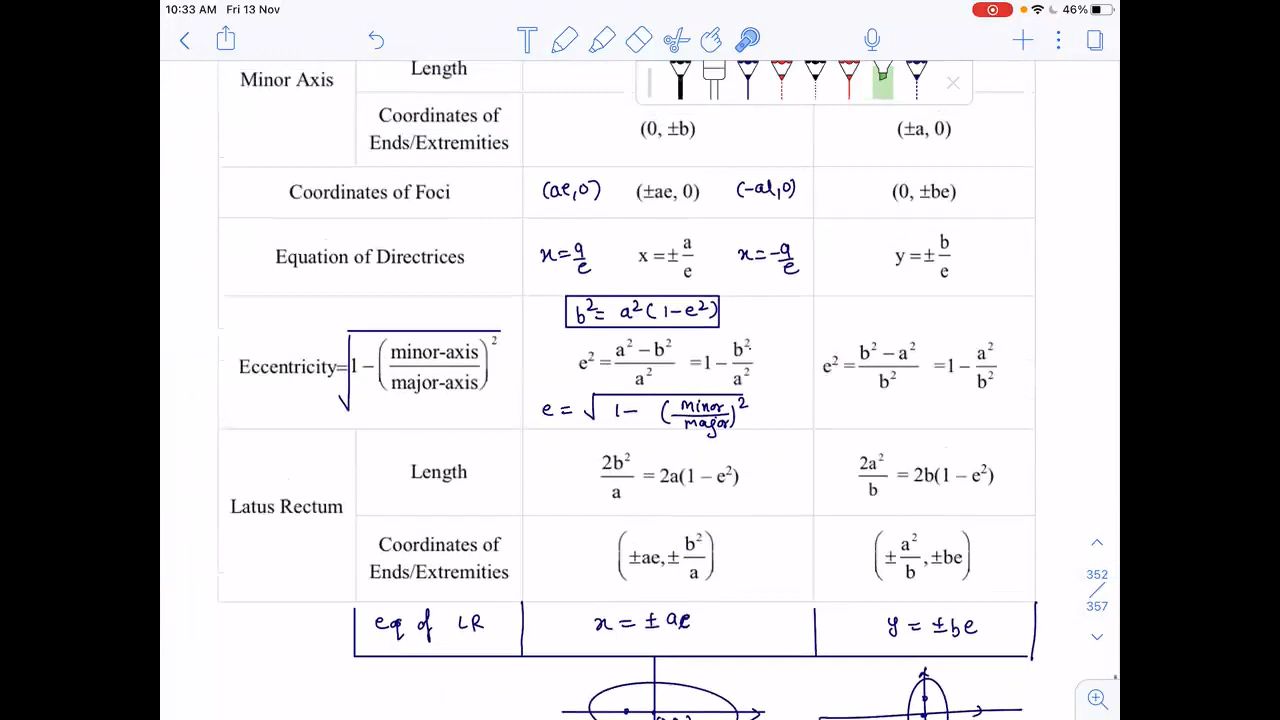 10:33 AM Fri 13 Nov
46%
T
Minor Axis
Length
Coordinates of
Ends/Extremities
(0, ±b)
(±a, 0)
Coordinates of Foci
(ae,0)
(±ae, 0)
(-ae,0)
(0, ±be)
Equation of Directrices
x = a/e
x = ± a/e
x = -a/e
y = ± b/e
b² = a²(1-e²)
Eccentricity= √1 – (minor-axis/major-axis)²
e² = a² – b²/a² = 1 – b²/a²
e² = b² – a²/b² = 1 – a²/b²
e = √1 – (minor/major)²
Latus Rectum
Length
2b²/a = 2a(1 – e²)
2a²/b = 2b(1 – e²)
Coordinates of
Ends/Extremities
(±ae, ± b²/a)
(± a²/b, ±be)
eq of LR
x = ± ae
y = ±be
352
357